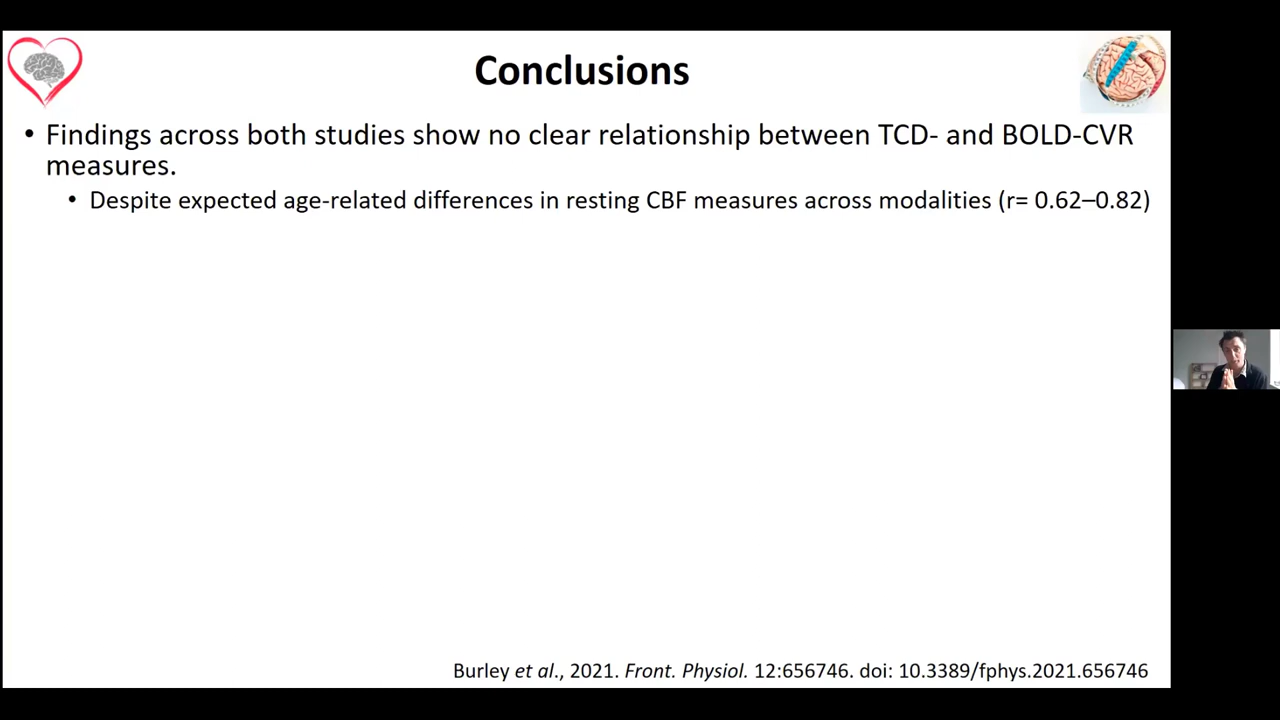 Conclusions
• Findings across both studies show no clear relationship between TCD- and BOLD-CVR
measures.
• Despite expected age-related differences in resting CBF measures across modalities (r= 0.62–0.82)
Burley et al., 2021. Front. Physiol. 12:656746. doi: 10.3389/fphys.2021.656746